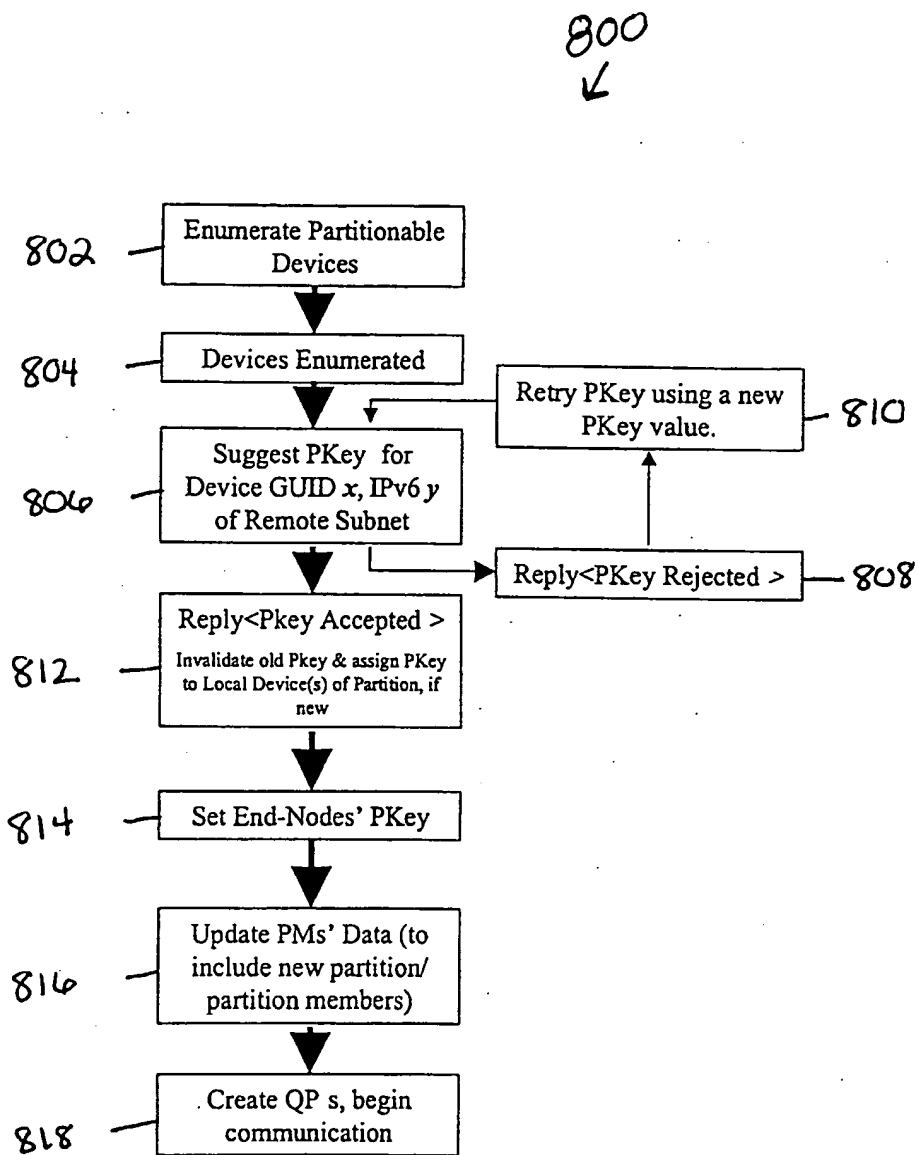 800
802
Enumerate Partitionable
Devices
804
Devices Enumerated
Retry PKey using a new
PKey value.
810
806
Suggest PKey for
Device GUID x, IPv6 y
of Remote Subnet
Reply<PKey Rejected >
808
812
Reply<Pkey Accepted >
Invalidate old Pkey & assign PKey
to Local Device(s) of Partition, if
new
814
Set End-Nodes' PKey
816
Update PMs' Data (to
include new partition/
partition members)
818
Create QP s, begin
communication